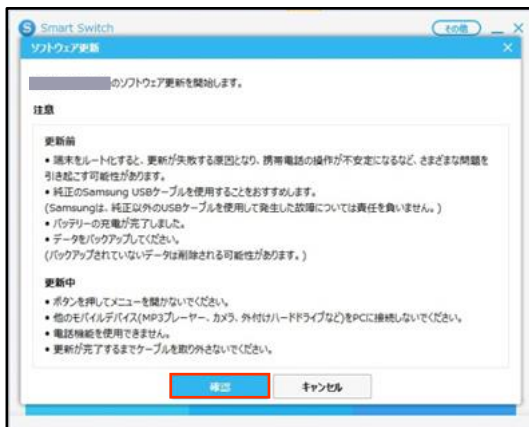 Smart Switch
その他
ソフトウェア更新
のソフトウェア更新を開始します。
注意
更新前
• 端末をルート化すると、更新が失敗する原因となり、携帯電話の操作が不安定になるなど、さまざまな問題を
引き起こす可能性があります。
• 純正のSamsung USBケーブルを使用することをおすすめします。
(Samsungは、純正以外のUSBケーブルを使用して発生した故障については責任を負いません。)
• バッテリーの充電が完了しました。
• データをバックアップしてください。
(バックアップされていないデータは削除される可能性があります。)
更新中
• ボタンを押してメニューを開かないでください。
• 他のモバイルデバイス(MP3プレーヤー、カメラ、外付けハードドライブなど)をPCに接続しないでください。
• 電話機能を使用できません。
• 更新が完了するまでケーブルを取り外さないでください。
確認
キャンセル